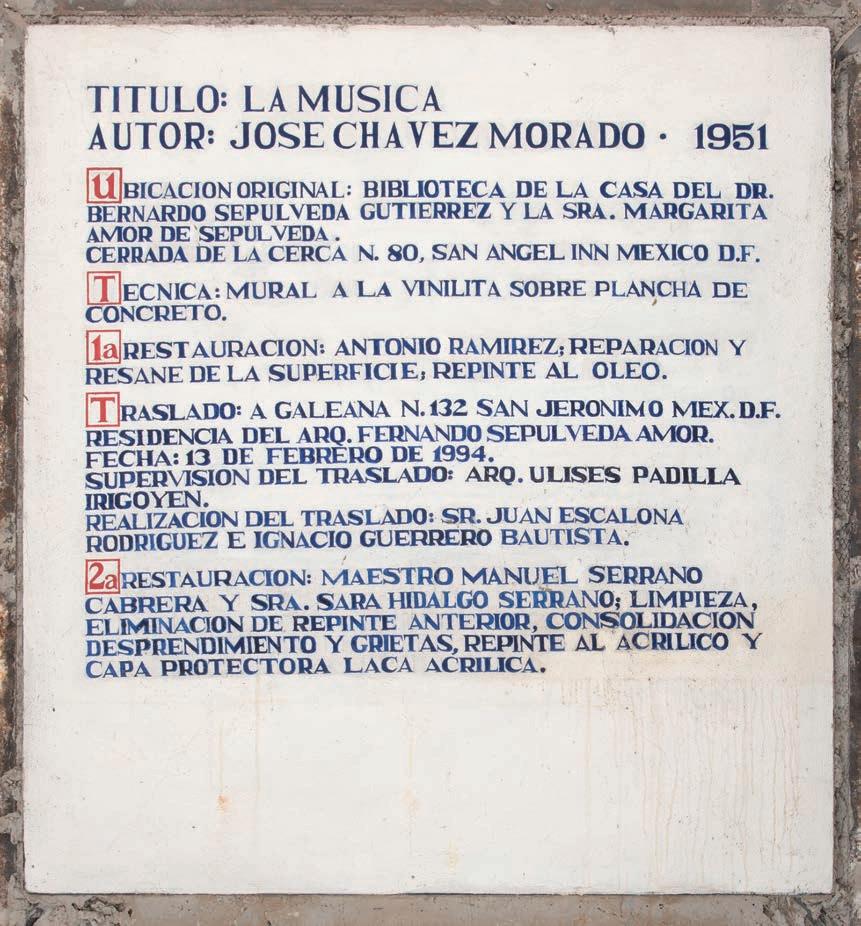 TITULO: LA MUSICA
AUTOR: JOSE CHAVEZ MORADO · 1951
UBICACION ORIGINAL: BIBLIOTECA DE LA CASA DEL DR.
BERNARDO SEPULVEDA GUTIERREZ Y LA SRA. MARGARITA
AMOR DE SEPULVEDA.
CERRADA DE LA CERCA N. 80, SAN ANGEL INN MEXICO D.F.
TECNICA: MURAL A LA VINILITA SOBRE PLANCHA DE
CONCRETO.
1a RESTAURACION: ANTONIO RAMIREZ; REPARACION Y
RESANE DE LA SUPERFICIE; REPINTE AL OLEO.
TRASLADO: A GALEANA N. 132 SAN JERONIMO MEX. D.F.
RESIDENCIA DEL ARQ. FERNANDO SEPULVEDA AMOR.
FECHA: 13 DE FEBRERO DE 1994.
SUPERVISION DEL TRASLADO: ARQ. ULISES PADILLA
IRIGOYEN.
REALIZACION DEL TRASLADO: SR. JUAN ESCALONA
RODRIGUEZ E IGNACIO GUERRERO BAUTISTA.
2a RESTAURACION: MAESTRO MANUEL SERRANO
CABRERA Y SRA. SARA HIDALGO SERRANO; LIMPIEZA,
ELIMINACION DE REPINTE ANTERIOR, CONSOLIDACION
DESPRENDIMIENTO Y GRIETAS, REPINTE AL ACRILICO Y
CAPA PROTECTORA LACA ACRILICA.